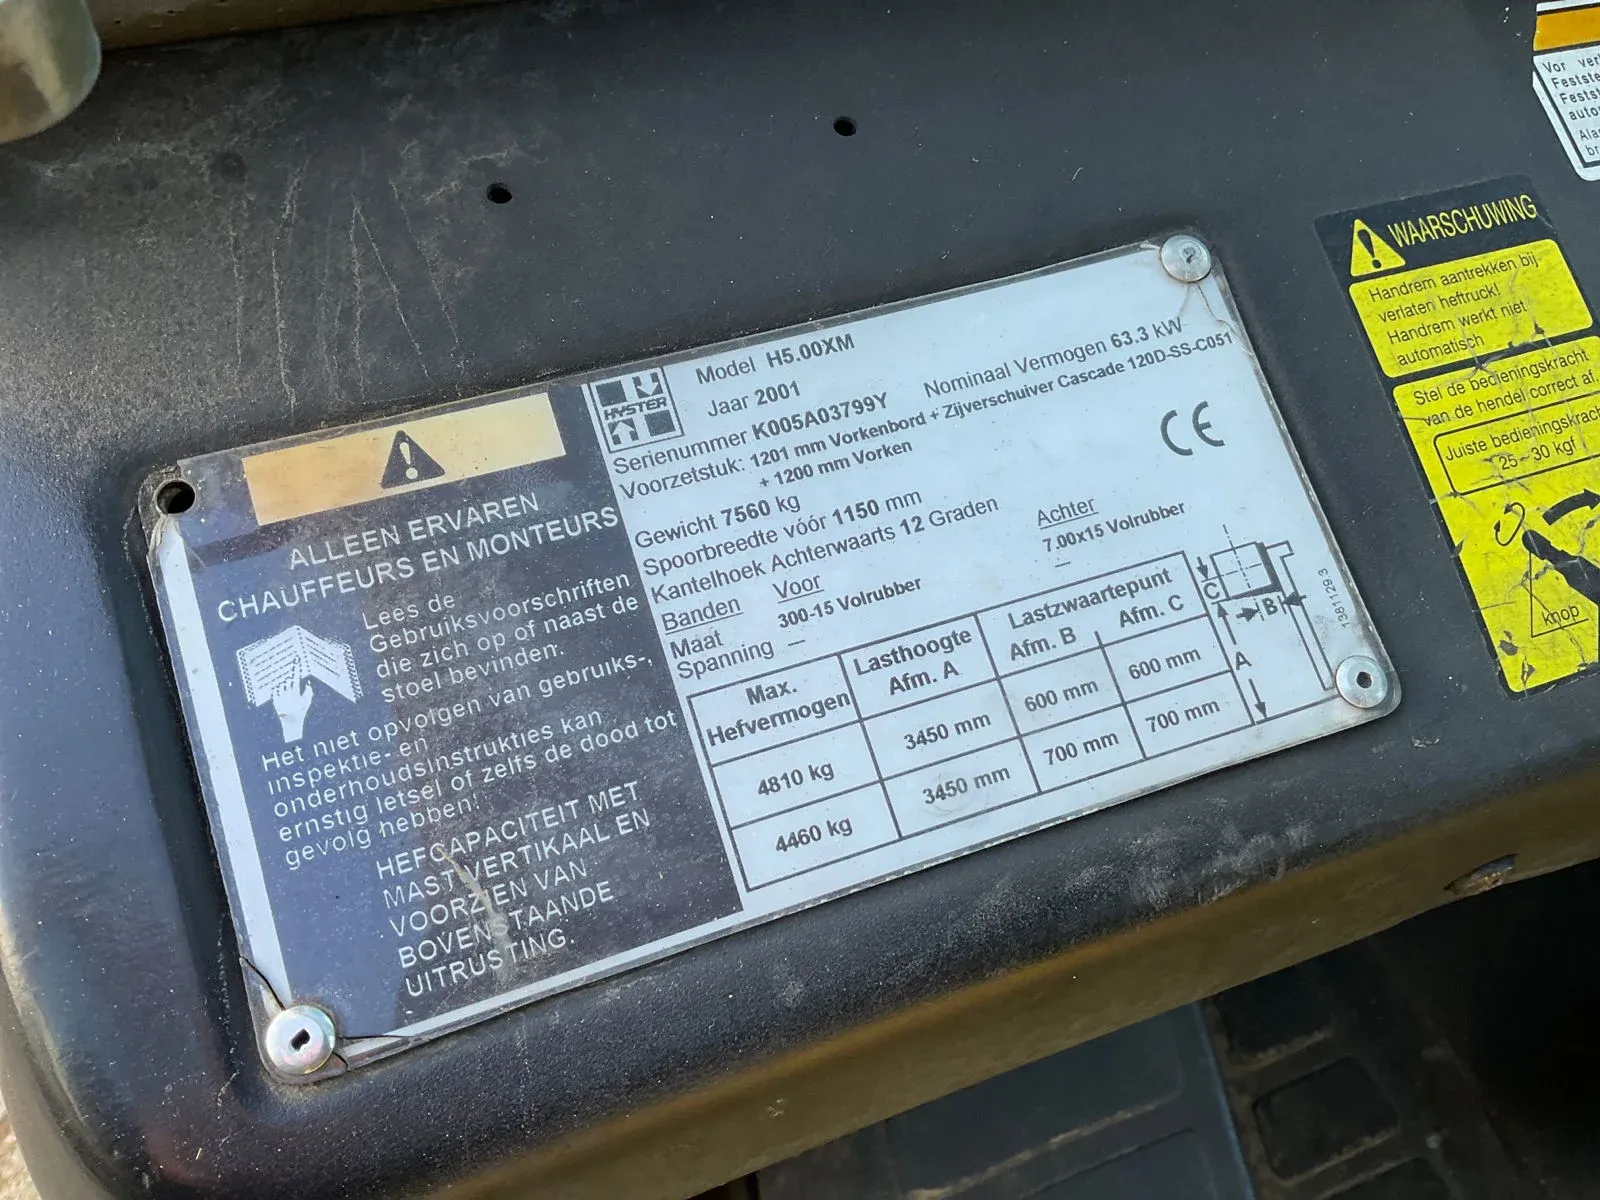 ALLEEN ERVAREN
CHAUFFEURS EN MONTEURS
Lees de
Gebruiksvoorschriften
die zich op of naast de
stoel bevinden.
Het niet opvolgen van gebruiks-,
inspektie- en
onderhoudsinstrukties kan
ernstig letsel of zelfs de dood tot
gevolg hebben!
HEFCAPACITEIT MET
MAST VERTIKAAL EN
VOORZIEN VAN
BOVENSTAANDE
UITRUSTING.
HYSTER
Model H5.00XM
Jaar 2001
Serienummer K005A03799Y Nominaal Vermogen 63.3 kW
Voorzetstuk: 1201 mm Vorkenbord + Zijverschuiver Cascade 120D-SS-C051
+ 1200 mm Vorken
Gewicht 7560 kg
CE
Spoorbreedte vóór 1150 mm
Kantelhoek Achterwaarts 12 Graden
Banden Voor Achter
Maat 300-15 Volrubber 7.00x15 Volrubber
Spanning – –
Max. Hefvermogen Lasthoogte Afm. A Lastzwaartepunt Afm. B Afm. C
4810 kg 3450 mm 600 mm 600 mm
4460 kg 3450 mm 700 mm 700 mm
C
B
A
1381129.3
WAARSCHUWING
Handrem aantrekken bij
verlaten heftruck!
Handrem werkt niet
automatisch
Stel de bedieningskracht
van de hendel correct af.
Juiste bedieningskracht
25 - 30 kgf
knop
Vor